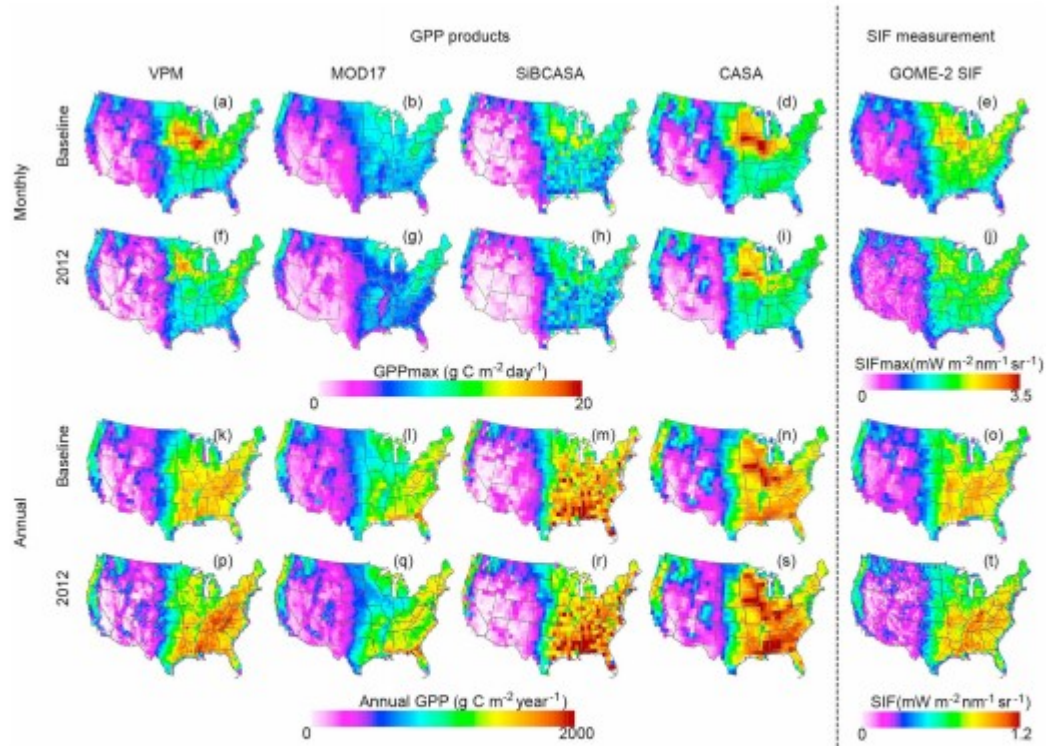 GPP products SIF measurement
VPM MOD17 SiBCASA CASA GOME-2 SIF
Monthly
Baseline
(a) (b) (c) (d) (e)
2012
(f) (g) (h) (i) (j)
GPPmax (g C m⁻² day⁻¹)
0 20
SIFmax(mW m⁻² nm⁻¹ sr⁻¹)
0 3.5
Annual
Baseline
(k) (l) (m) (n) (o)
2012
(p) (q) (r) (s) (t)
Annual GPP (g C m⁻² year⁻¹)
0 2000
SIF(mW m⁻² nm⁻¹ sr⁻¹)
0 1.2